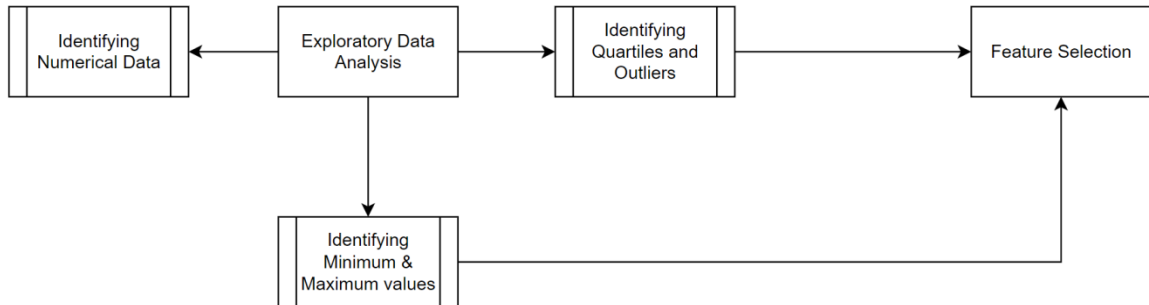 Identifying
Numerical Data
Exploratory Data
Analysis
Identifying
Quartiles and
Outliers
Feature Selection
Identifying
Minimum &
Maximum values